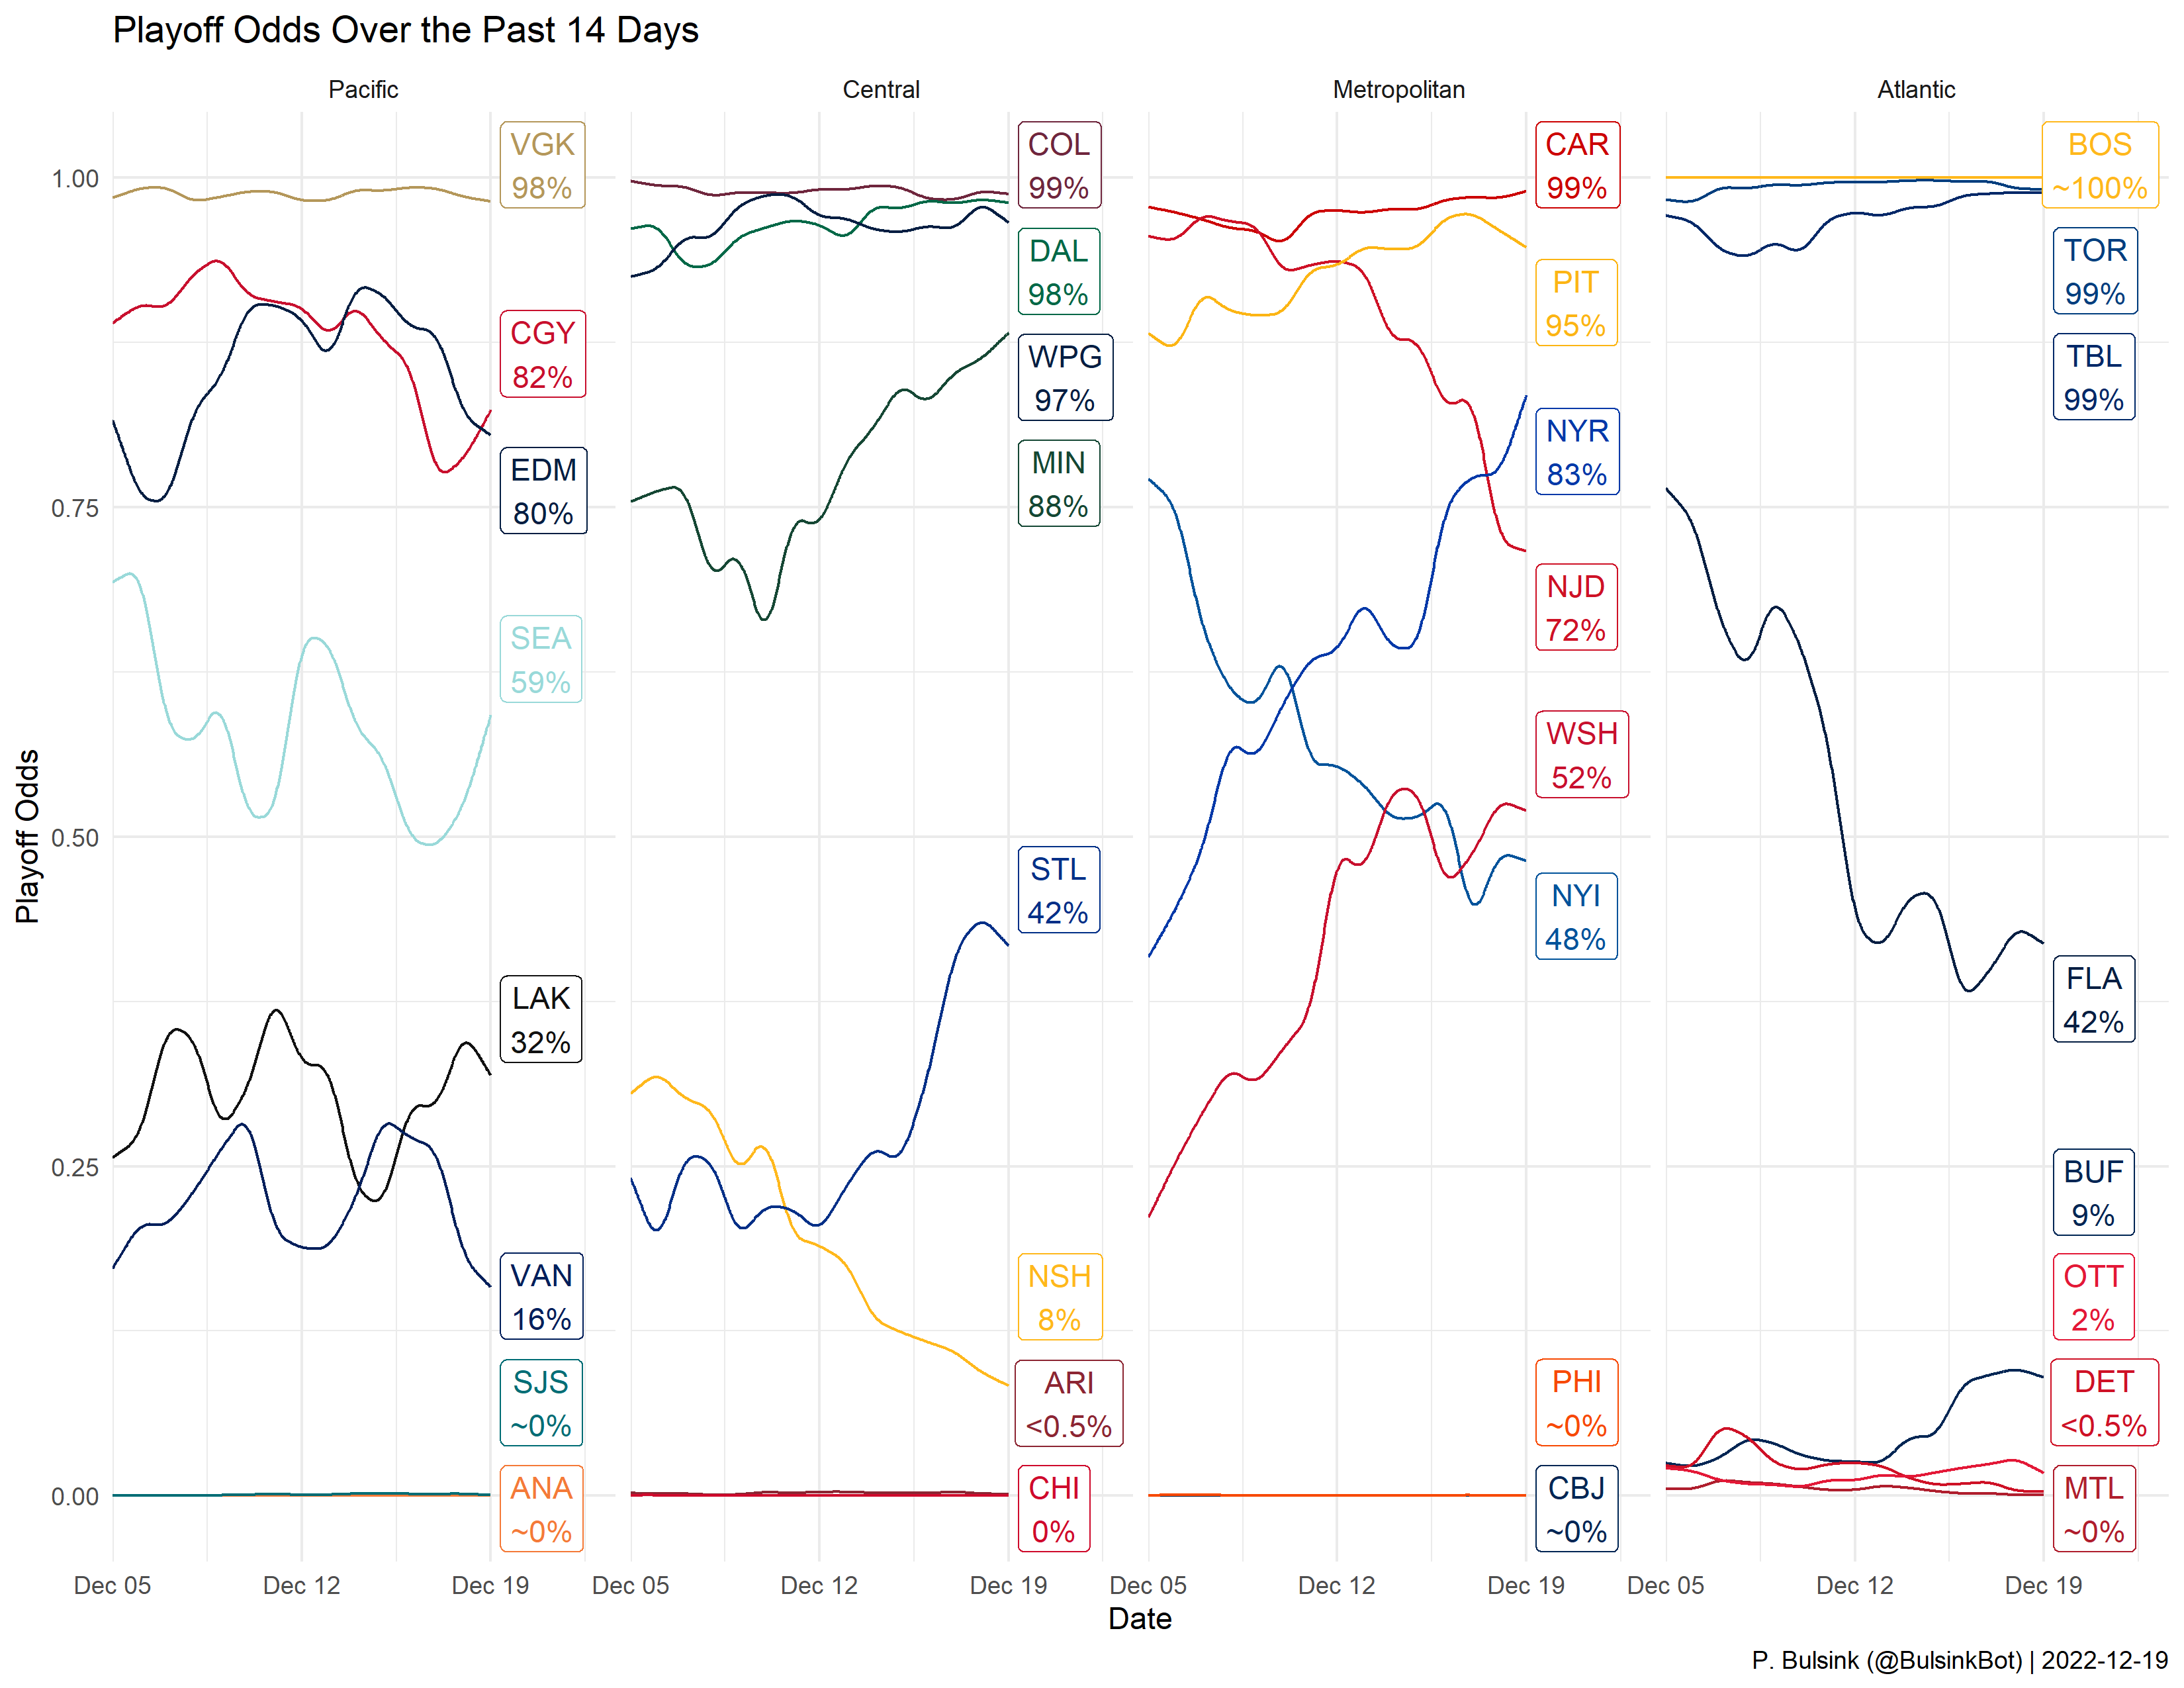 Playoff Odds Over the Past 14 Days
Pacific
Central
Metropolitan
Atlantic
Playoff Odds
1.00
0.75
0.50
0.25
0.00
VGK
98%
CGY
82%
EDM
80%
SEA
59%
LAK
32%
VAN
16%
SJS
~0%
ANA
~0%
COL
99%
DAL
98%
WPG
97%
MIN
88%
STL
42%
NSH
8%
ARI
<0.5%
CHI
0%
CAR
99%
PIT
95%
NYR
83%
NJD
72%
WSH
52%
NYI
48%
PHI
~0%
CBJ
~0%
BOS
~100%
TOR
99%
TBL
99%
FLA
42%
BUF
9%
OTT
2%
DET
<0.5%
MTL
~0%
Dec 05 Dec 12 Dec 19 Dec 05 Dec 12 Dec 19 Dec 05 Dec 12 Dec 19 Dec 05 Dec 12 Dec 19
Date
P. Bulsink (@BulsinkBot) | 2022-12-19